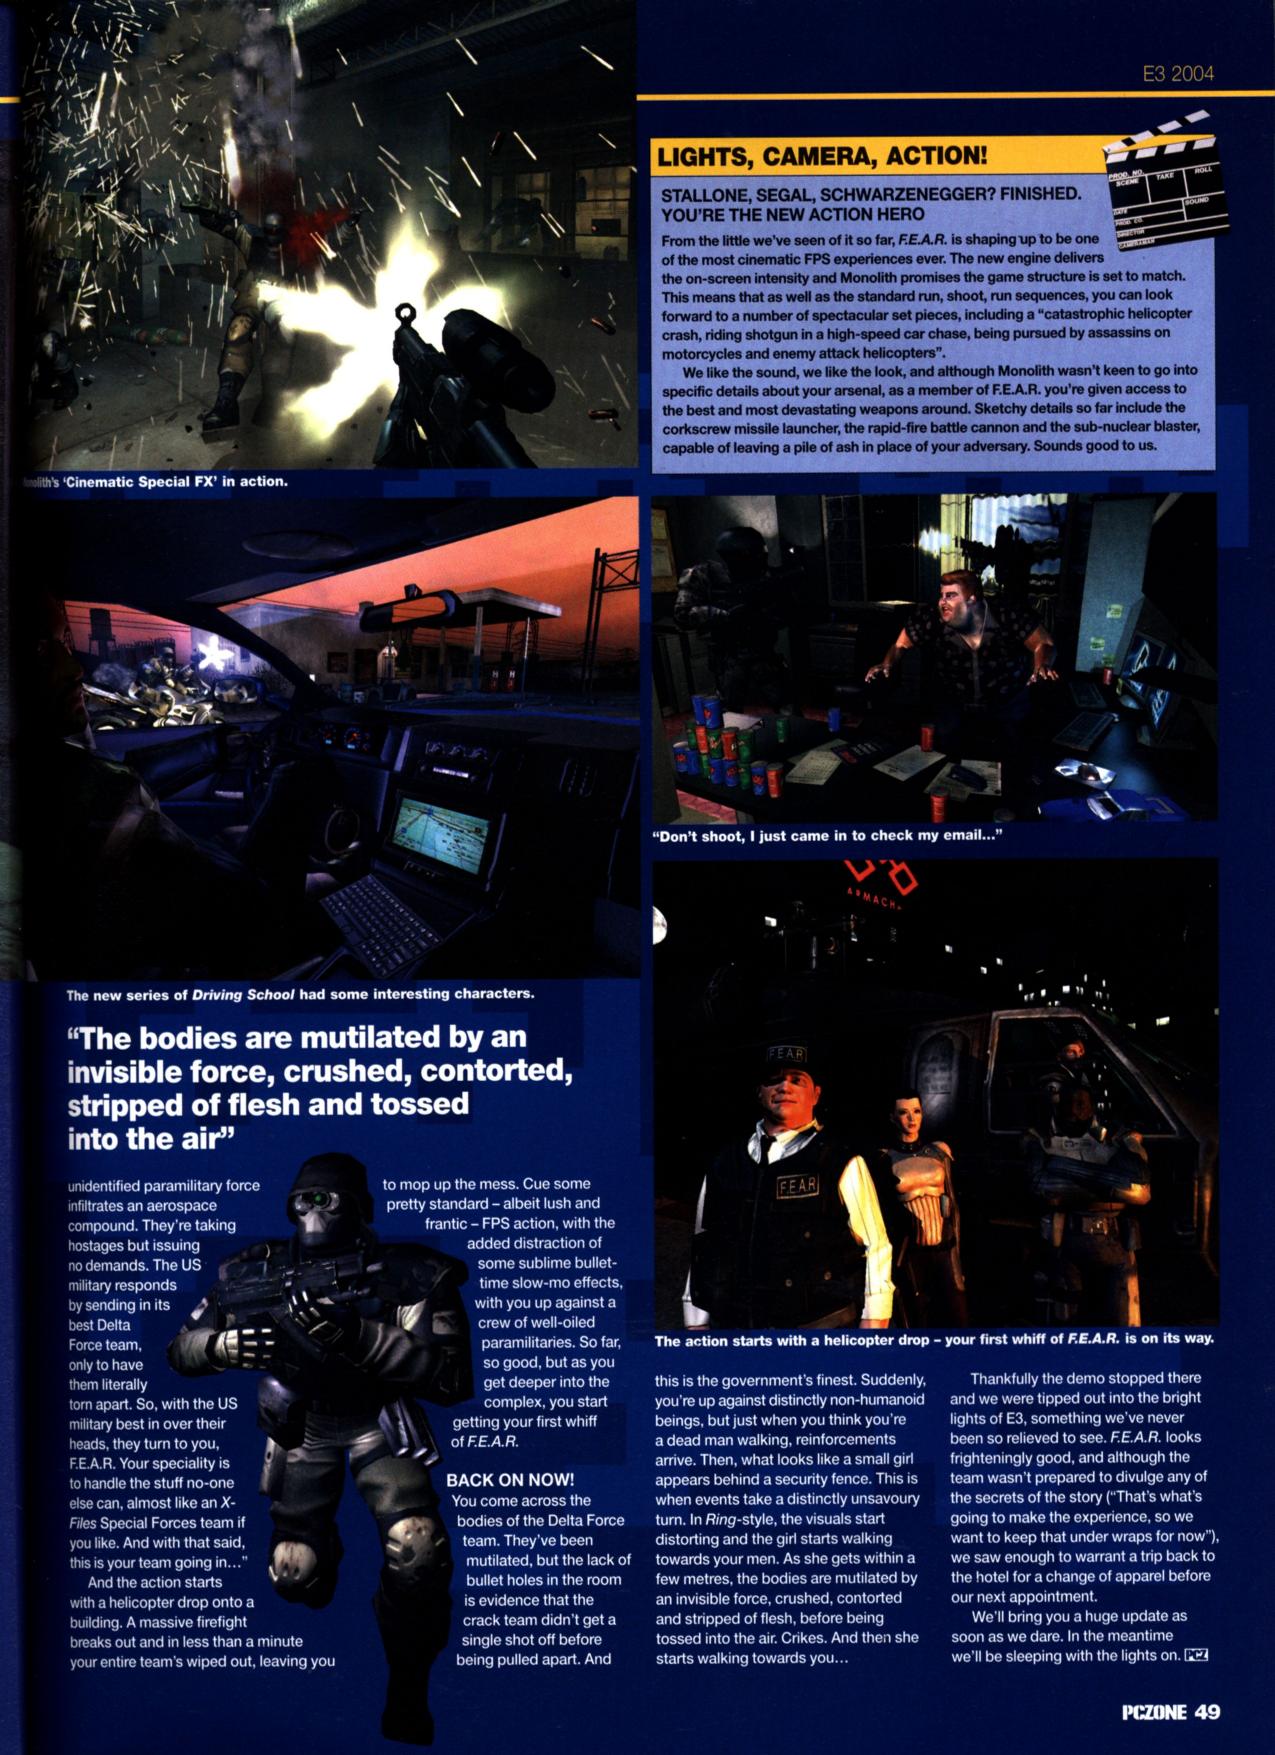 E3 2004
LIGHTS, CAMERA, ACTION!
PROD. NO.
SCENE
TAKE
ROLL
SOUND
DATE
PROD. CO.
DIRECTOR
CAMERAMAN
STALLONE, SEGAL, SCHWARZENEGGER? FINISHED.
YOU'RE THE NEW ACTION HERO
From the little we've seen of it so far, F.E.A.R. is shaping up to be one
of the most cinematic FPS experiences ever. The new engine delivers
the on-screen intensity and Monolith promises the game structure is set to match.
This means that as well as the standard run, shoot, run sequences, you can look
forward to a number of spectacular set pieces, including a “catastrophic helicopter
crash, riding shotgun in a high-speed car chase, being pursued by assassins on
motorcycles and enemy attack helicopters”.
We like the sound, we like the look, and although Monolith wasn't keen to go into
specific details about your arsenal, as a member of F.E.A.R. you're given access to
the best and most devastating weapons around. Sketchy details so far include the
corkscrew missile launcher, the rapid-fire battle cannon and the sub-nuclear blaster,
capable of leaving a pile of ash in place of your adversary. Sounds good to us.
nolith's ‘Cinematic Special FX’ in action.
“Don't shoot, I just came in to check my email...”
The new series of Driving School had some interesting characters.
ARMACHA
F.E.A.R
F.E.A.R
The action starts with a helicopter drop – your first whiff of F.E.A.R. is on its way.
“The bodies are mutilated by an
invisible force, crushed, contorted,
stripped of flesh and tossed
into the air”
unidentified paramilitary force
infiltrates an aerospace
compound. They're taking
hostages but issuing
no demands. The US
military responds
by sending in its
best Delta
Force team,
only to have
them literally
torn apart. So, with the US
military best in over their
heads, they turn to you,
F.E.A.R. Your speciality is
to handle the stuff no-one
else can, almost like an X-
Files Special Forces team if
you like. And with that said,
this is your team going in...”
And the action starts
with a helicopter drop onto a
building. A massive firefight
breaks out and in less than a minute
your entire team's wiped out, leaving you
to mop up the mess. Cue some
pretty standard – albeit lush and
frantic – FPS action, with the
added distraction of
some sublime bullet-
time slow-mo effects,
with you up against a
crew of well-oiled
paramilitaries. So far,
so good, but as you
get deeper into the
complex, you start
getting your first whiff
of F.E.A.R.
BACK ON NOW!
You come across the
bodies of the Delta Force
team. They've been
mutilated, but the lack of
bullet holes in the room
is evidence that the
crack team didn't get a
single shot off before
being pulled apart. And
this is the government's finest. Suddenly,
you're up against distinctly non-humanoid
beings, but just when you think you're
a dead man walking, reinforcements
arrive. Then, what looks like a small girl
appears behind a security fence. This is
when events take a distinctly unsavoury
turn. In Ring-style, the visuals start
distorting and the girl starts walking
towards your men. As she gets within a
few metres, the bodies are mutilated by
an invisible force, crushed, contorted
and stripped of flesh, before being
tossed into the air. Crikes. And then she
starts walking towards you...
Thankfully the demo stopped there
and we were tipped out into the bright
lights of E3, something we've never
been so relieved to see. F.E.A.R. looks
frighteningly good, and although the
team wasn't prepared to divulge any of
the secrets of the story (“That's what's
going to make the experience, so we
want to keep that under wraps for now”),
we saw enough to warrant a trip back to
the hotel for a change of apparel before
our next appointment.
We'll bring you a huge update as
soon as we dare. In the meantime
we'll be sleeping with the lights on. PCZ
PCZONE 49